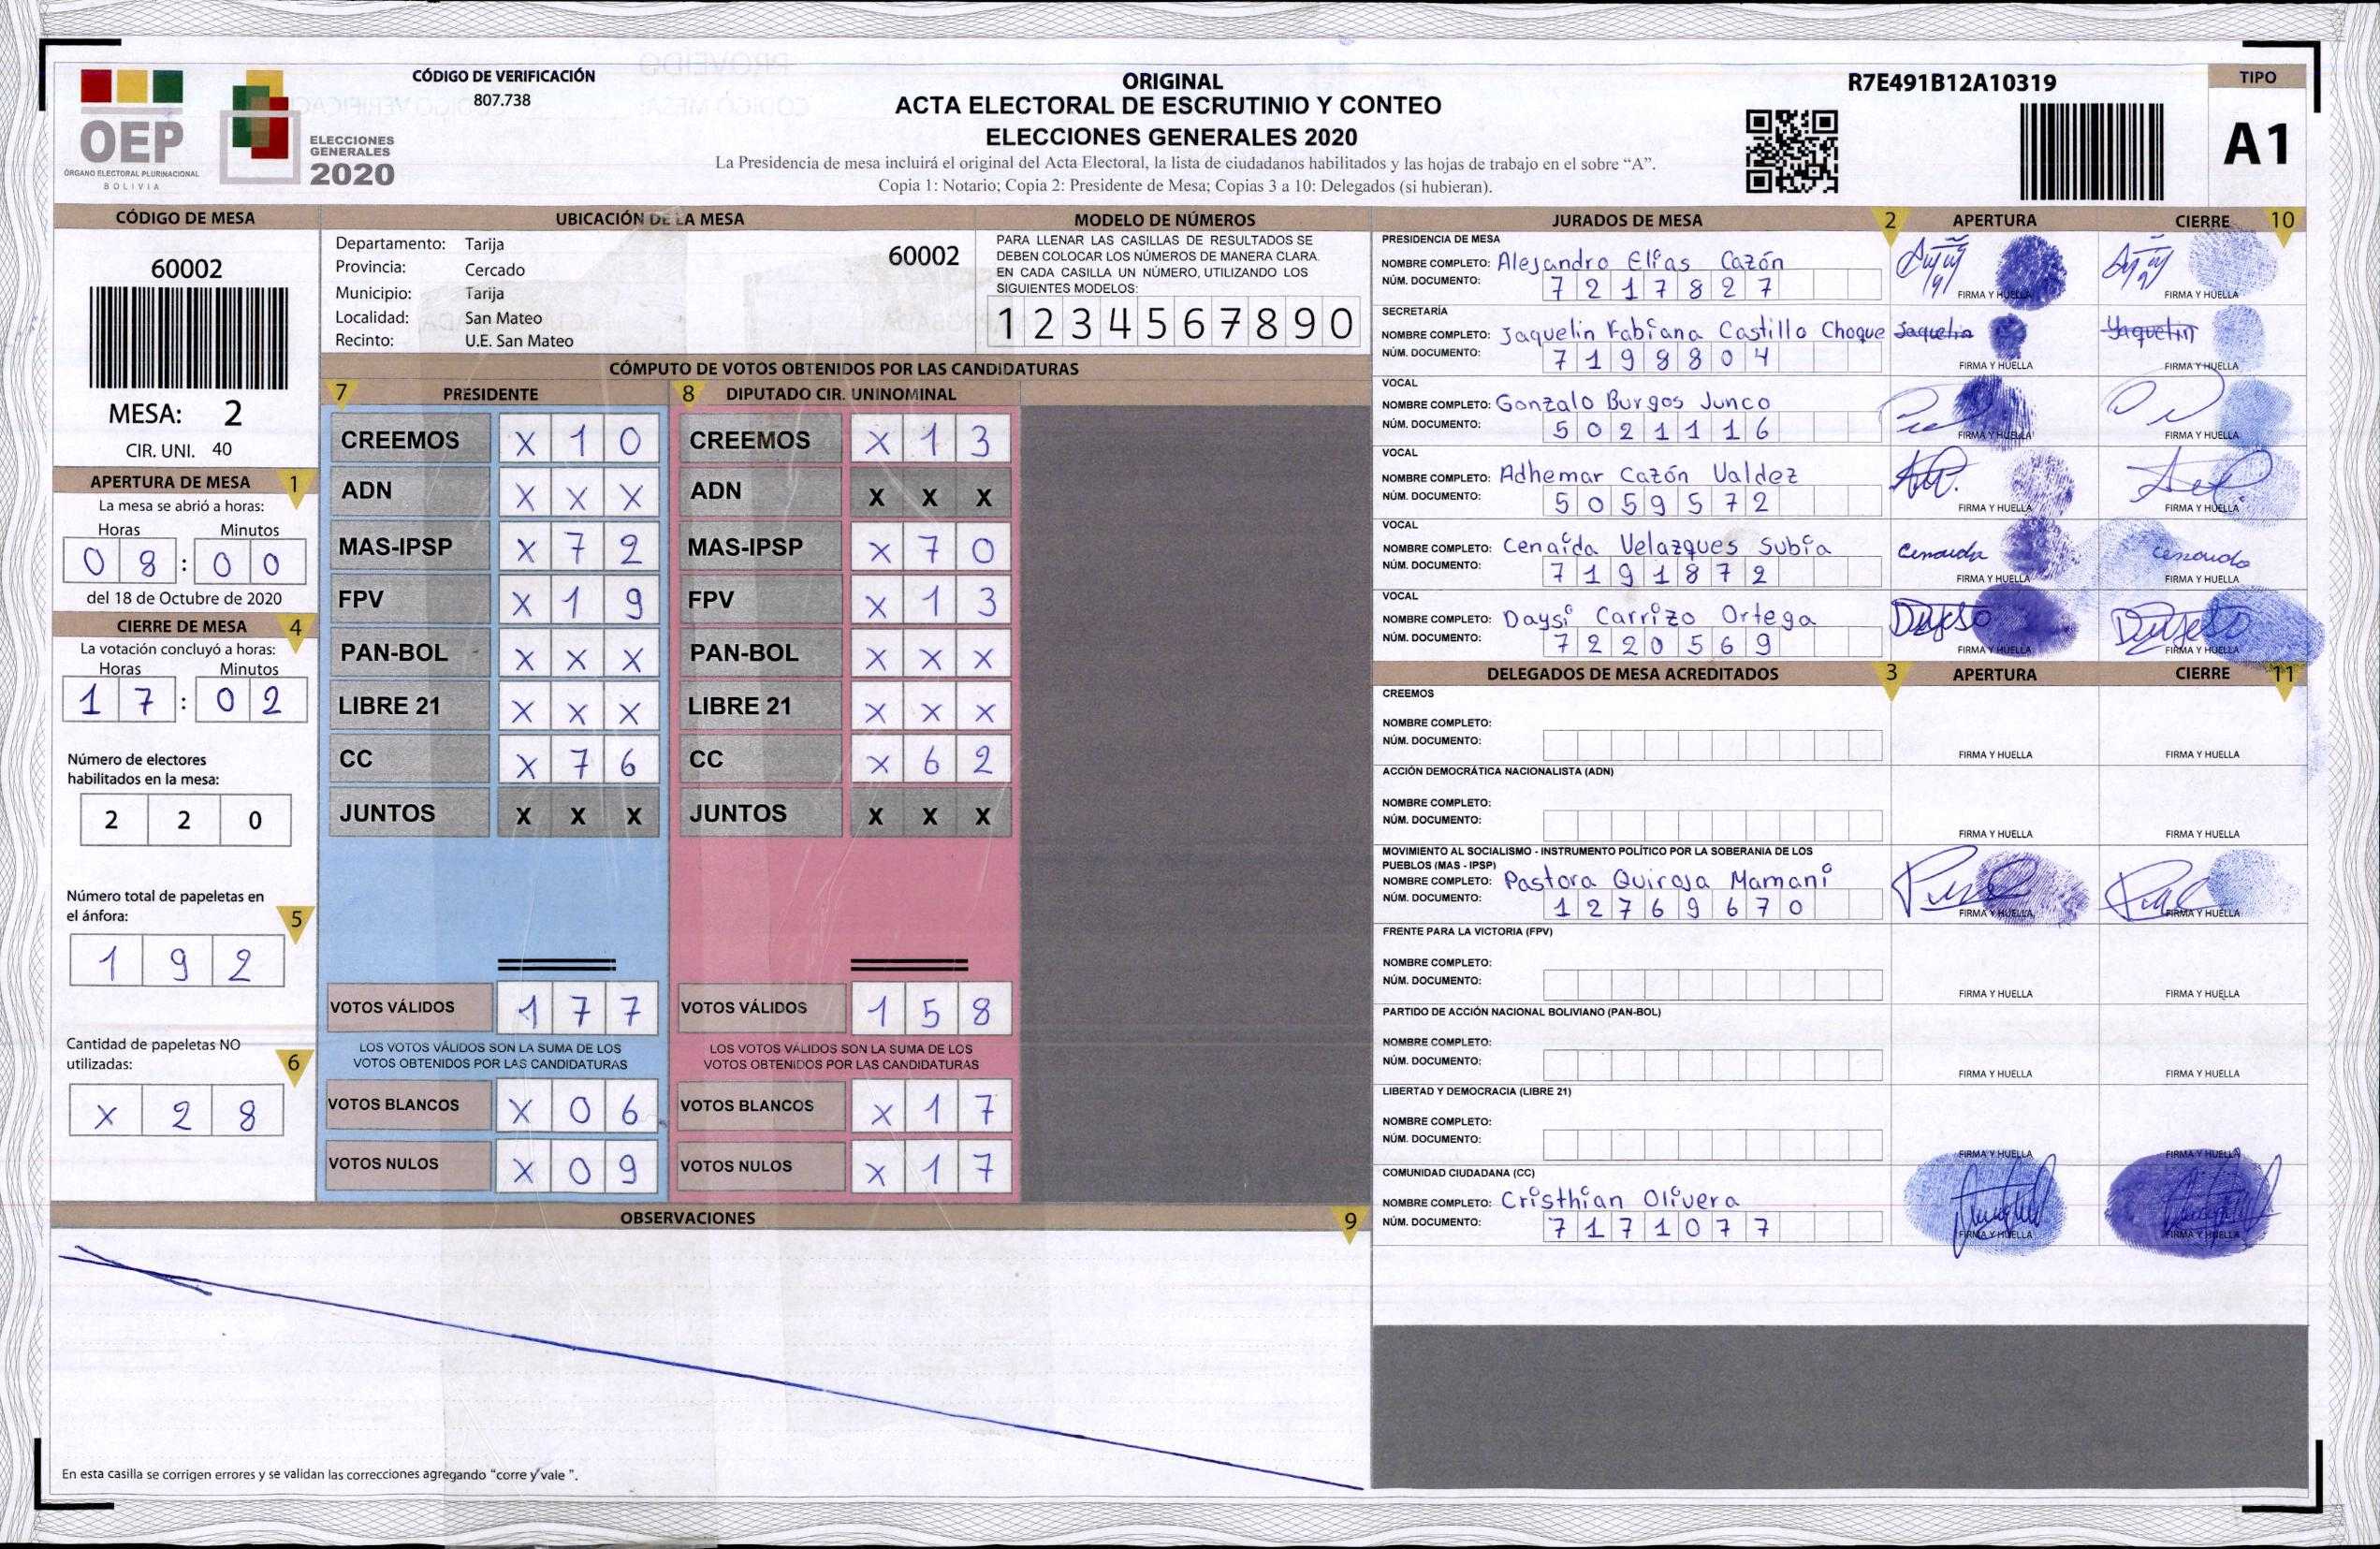 OEP
ÓRGANO ELECTORAL PLURINACIONAL
BOLIVIA
ELECCIONES
GENERALES
2020
CÓDIGO DE VERIFICACIÓN
807.738
ORIGINAL
ACTA ELECTORAL DE ESCRUTINIO Y CONTEO
ELECCIONES GENERALES 2020
La Presidencia de mesa incluirá el original del Acta Electoral, la lista de ciudadanos habilitados y las hojas de trabajo en el sobre “A”.
Copia 1: Notario; Copia 2: Presidente de Mesa; Copias 3 a 10: Delegados (si hubieran).
R7E491B12A10319
TIPO
A1
CÓDIGO DE MESA
60002
MESA: 2
CIR. UNI. 40
APERTURA DE MESA 1
La mesa se abrió a horas:
Horas Minutos
0 8 : 0 0
del 18 de Octubre de 2020
CIERRE DE MESA 4
La votación concluyó a horas:
Horas Minutos
1 7 : 0 2
Número de electores
habilitados en la mesa:
2 2 0
Número total de papeletas en
el ánfora: 5
1 9 2
Cantidad de papeletas NO
utilizadas: 6
X 2 8
UBICACIÓN DE LA MESA
Departamento: Tarija 60002
Provincia: Cercado
Municipio: Tarija
Localidad: San Mateo
Recinto: U.E. San Mateo
MODELO DE NÚMEROS
PARA LLENAR LAS CASILLAS DE RESULTADOS SE
DEBEN COLOCAR LOS NÚMEROS DE MANERA CLARA.
EN CADA CASILLA UN NÚMERO, UTILIZANDO LOS
SIGUIENTES MODELOS:
1 2 3 4 5 6 7 8 9 0
CÓMPUTO DE VOTOS OBTENIDOS POR LAS CANDIDATURAS
7 PRESIDENTE
CREEMOS X 1 0
ADN X X X
MAS-IPSP X 7 2
FPV X 1 9
PAN-BOL X X X
LIBRE 21 X X X
CC X 7 6
JUNTOS X X X
VOTOS VÁLIDOS 1 7 7
LOS VOTOS VÁLIDOS SON LA SUMA DE LOS
VOTOS OBTENIDOS POR LAS CANDIDATURAS
VOTOS BLANCOS X 0 6
VOTOS NULOS X 0 9
8 DIPUTADO CIR. UNINOMINAL
CREEMOS X 1 3
ADN X X X
MAS-IPSP X 7 0
FPV X 1 3
PAN-BOL X X X
LIBRE 21 X X X
CC X 6 2
JUNTOS X X X
VOTOS VÁLIDOS 1 5 8
LOS VOTOS VÁLIDOS SON LA SUMA DE LOS
VOTOS OBTENIDOS POR LAS CANDIDATURAS
VOTOS BLANCOS X 1 7
VOTOS NULOS X 1 7
OBSERVACIONES 9
En esta casilla se corrigen errores y se validan las correcciones agregando “corre y vale ”.
JURADOS DE MESA 2 APERTURA CIERRE 10
PRESIDENCIA DE MESA
NOMBRE COMPLETO: Alejandro Elias Cazón
NÚM. DOCUMENTO: 7 2 1 7 8 2 7
FIRMA Y HUELLA FIRMA Y HUELLA
SECRETARÍA
NOMBRE COMPLETO: Jaquelin Fabiana Castillo Choque Jaquelin Yaquelin
NÚM. DOCUMENTO: 7 1 9 8 8 0 4
FIRMA Y HUELLA FIRMA Y HUELLA
VOCAL
NOMBRE COMPLETO: Gonzalo Burgos Junco
NÚM. DOCUMENTO: 5 0 2 1 1 1 6
FIRMA Y HUELLA FIRMA Y HUELLA
VOCAL
NOMBRE COMPLETO: Adhemar Cazón Valdez
NÚM. DOCUMENTO: 5 0 5 9 5 7 2
FIRMA Y HUELLA FIRMA Y HUELLA
VOCAL
NOMBRE COMPLETO: Cenaida Velazques Subia
NÚM. DOCUMENTO: 7 1 9 1 8 7 2
FIRMA Y HUELLA FIRMA Y HUELLA
VOCAL
NOMBRE COMPLETO: Daysi Carrizo Ortega
NÚM. DOCUMENTO: 7 2 2 0 5 6 9
FIRMA Y HUELLA FIRMA Y HUELLA
DELEGADOS DE MESA ACREDITADOS 3 APERTURA CIERRE 11
CREEMOS
NOMBRE COMPLETO:
NÚM. DOCUMENTO:
FIRMA Y HUELLA FIRMA Y HUELLA
ACCIÓN DEMOCRÁTICA NACIONALISTA (ADN)
NOMBRE COMPLETO:
NÚM. DOCUMENTO:
FIRMA Y HUELLA FIRMA Y HUELLA
MOVIMIENTO AL SOCIALISMO - INSTRUMENTO POLÍTICO POR LA SOBERANIA DE LOS
PUEBLOS (MAS - IPSP)
NOMBRE COMPLETO: Pastora Quiroja Mamani
NÚM. DOCUMENTO: 1 2 7 6 9 6 7 0
FIRMA Y HUELLA FIRMA Y HUELLA
FRENTE PARA LA VICTORIA (FPV)
NOMBRE COMPLETO:
NÚM. DOCUMENTO:
FIRMA Y HUELLA FIRMA Y HUELLA
PARTIDO DE ACCIÓN NACIONAL BOLIVIANO (PAN-BOL)
NOMBRE COMPLETO:
NÚM. DOCUMENTO:
FIRMA Y HUELLA FIRMA Y HUELLA
LIBERTAD Y DEMOCRACIA (LIBRE 21)
NOMBRE COMPLETO:
NÚM. DOCUMENTO:
FIRMA Y HUELLA FIRMA Y HUELLA
COMUNIDAD CIUDADANA (CC)
NOMBRE COMPLETO: Cristhian Olivera
NÚM. DOCUMENTO: 7 1 7 1 0 7 7
FIRMA Y HUELLA FIRMA Y HUELLA